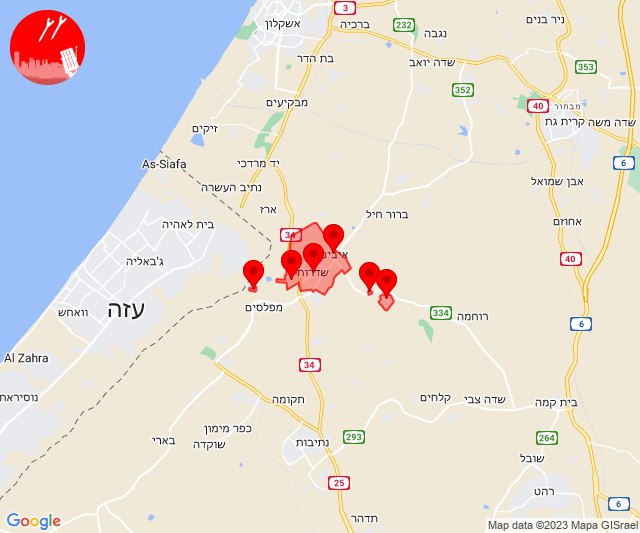 3
ניר בנים
אשקלון
ברכיה
232
נגבה
בת הדר
שדה יואב
353
352
מבקיעים
40
מבחור
קרית גת
שדה משה
זיקים
As-Siafa
יד מרדכי
6
נתיב העשרה
אבן שמואל
ארז
ברור חיל
אחוזם
בית לאהיה
34
איבים
ג'באליה
שדרות
40
עזה
מפלסים
וואחש
334
רוחמה
6
Al Zahra
34
נוסיראת
תקומה
קלחים
שדה צבי
בית קמה
כפר מימון
שוקדה
בארי
293
נתיבות
264
שובל
25
רהט
6
תדהר
Google
Map data ©2023 Mapa GISrael